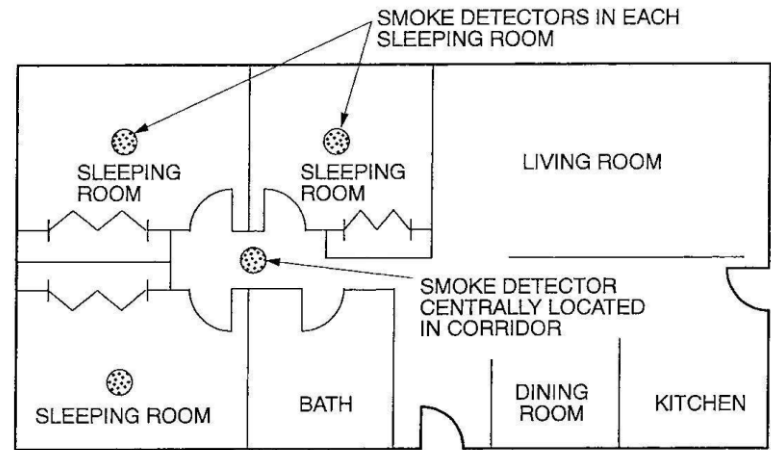 SMOKE DETECTORS IN EACH
SLEEPING ROOM
SLEEPING
ROOM
SLEEPING
ROOM
LIVING ROOM
SMOKE DETECTOR
CENTRALLY LOCATED
IN CORRIDOR
SLEEPING ROOM
BATH
DINING
ROOM
KITCHEN